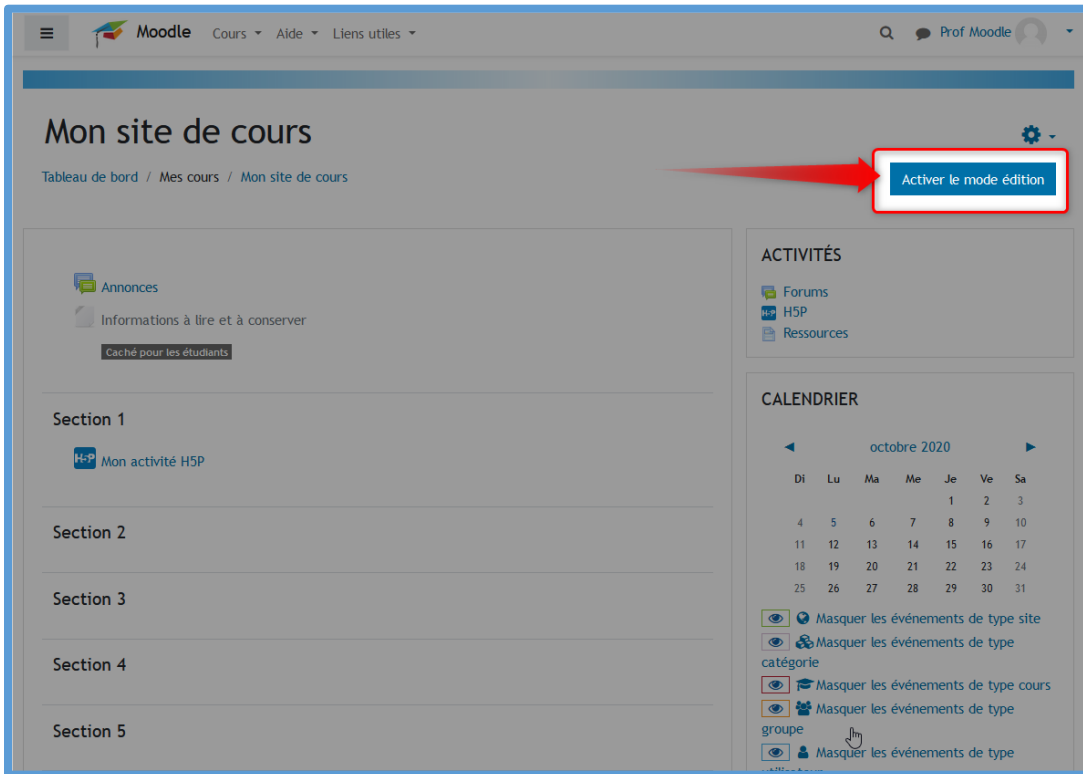 Moodle Cours Aide Liens utiles Prof Moodle
Mon site de cours
Tableau de bord / Mes cours / Mon site de cours
Activer le mode édition
Annonces
Informations à lire et à conserver
Caché pour les étudiants
Section 1
H5P Mon activité H5P
Section 2
Section 3
Section 4
Section 5
ACTIVITÉS
Forums
H5P H5P
Ressources
CALENDRIER
octobre 2020
Di Lu Ma Me Je Ve Sa
1 2 3
4 5 6 7 8 9 10
11 12 13 14 15 16 17
18 19 20 21 22 23 24
25 26 27 28 29 30 31
Masquer les événements de type site
Masquer les événements de type
catégorie
Masquer les événements de type cours
Masquer les événements de type
groupe
Masquer les événements de type